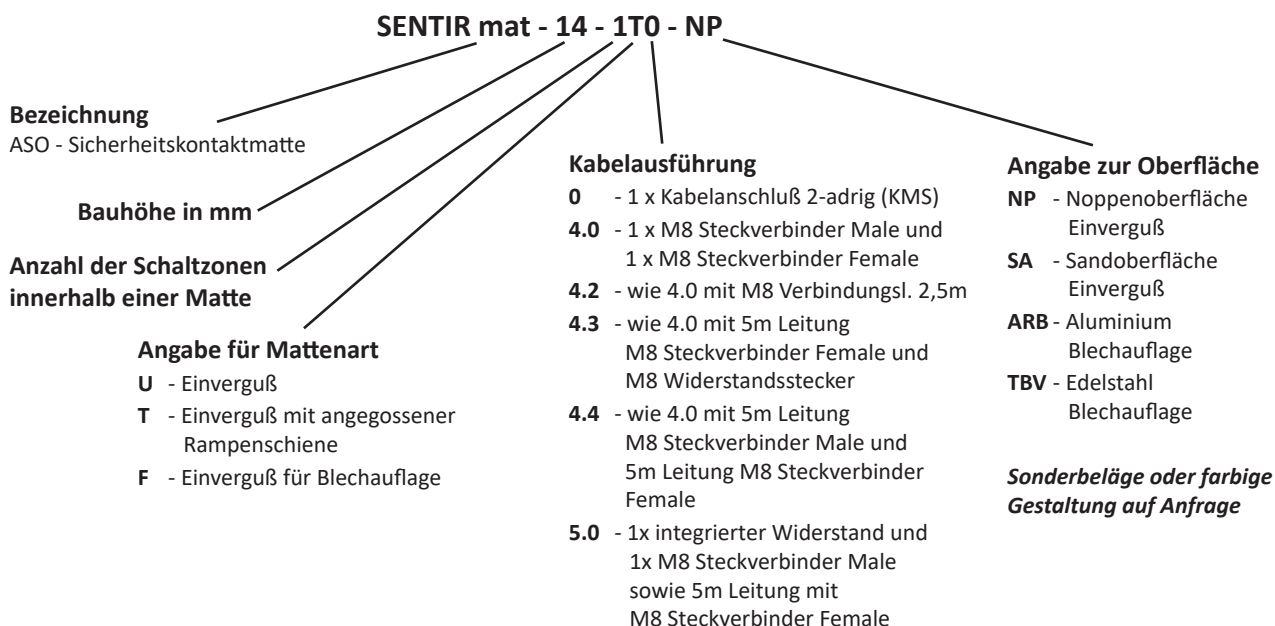 SENTIR mat - 14 - 1T0 - NP
Bezeichnung
ASO - Sicherheitskontaktmatte
Bauhöhe in mm
Anzahl der Schaltzonen
innerhalb einer Matte
Angabe für Mattenart
U - Einverguß
T - Einverguß mit angegossener
Rampenschiene
F - Einverguß für Blechauflage
Kabelausführung
0 - 1 x Kabelanschluß 2-adrig (KMS)
4.0 - 1 x M8 Steckverbinder Male und
1 x M8 Steckverbinder Female
4.2 - wie 4.0 mit M8 Verbindungsl. 2,5m
4.3 - wie 4.0 mit 5m Leitung
M8 Steckverbinder Female und
M8 Widerstandsstecker
4.4 - wie 4.0 mit 5m Leitung
M8 Steckverbinder Male und
5m Leitung M8 Steckverbinder
Female
5.0 - 1x integrierter Widerstand und
1x M8 Steckverbinder Male
sowie 5m Leitung mit
M8 Steckverbinder Female
Angabe zur Oberfläche
NP - Noppenoberfläche
Einverguß
SA - Sandoberfläche
Einverguß
ARB - Aluminium
Blechauflage
TBV - Edelstahl
Blechauflage
Sonderbeläge oder farbige
Gestaltung auf Anfrage